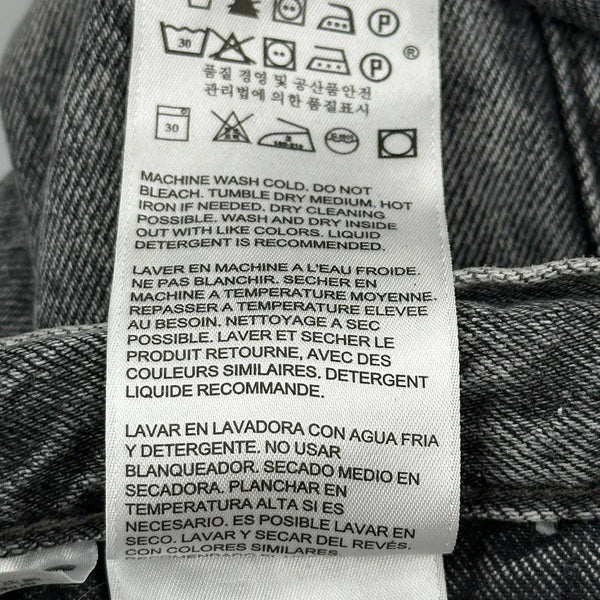 30 P ®
품질 경영 및 공산품안전
관리법에 의한 품질표시
30
MACHINE WASH COLD. DO NOT
BLEACH. TUMBLE DRY MEDIUM. HOT
IRON IF NEEDED. DRY CLEANING
POSSIBLE. WASH AND DRY INSIDE
OUT WITH LIKE COLORS. LIQUID
DETERGENT IS RECOMMENDED.
LAVER EN MACHINE A L'EAU FROIDE.
NE PAS BLANCHIR. SECHER EN
MACHINE A TEMPERATURE MOYENNE.
REPASSER A TEMPERATURE ELEVEE
AU BESOIN. NETTOYAGE A SEC
POSSIBLE. LAVER ET SECHER LE
PRODUIT RETOURNE, AVEC DES
COULEURS SIMILAIRES. DETERGENT
LIQUIDE RECOMMANDE.
LAVAR EN LAVADORA CON AGUA FRIA
Y DETERGENTE. NO USAR
BLANQUEADOR. SECADO MEDIO EN
SECADORA. PLANCHAR EN
TEMPERATURA ALTA SI ES
NECESARIO. ES POSIBLE LAVAR EN
SECO. LAVAR Y SECAR DEL REVÉS,
CON COLORES SIMILARES